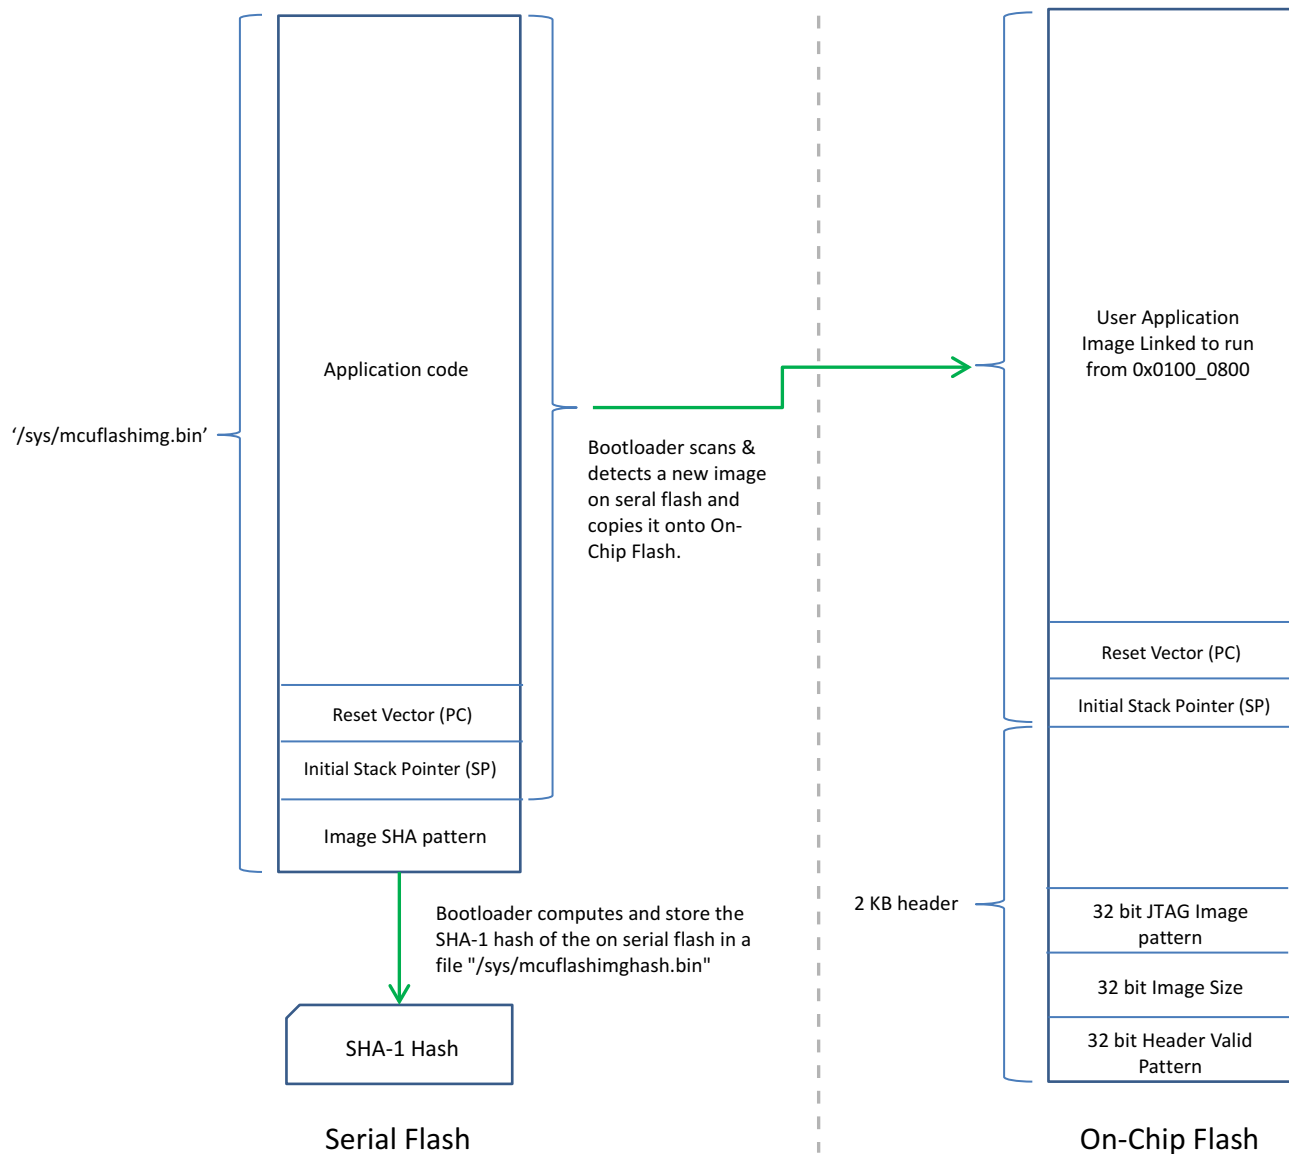 Application code
'/sys/mcuflashimg.bin'
Reset Vector (PC)
Initial Stack Pointer (SP)
Image SHA pattern
Bootloader scans &
detects a new image
on seral flash and
copies it onto On-
Chip Flash.
Bootloader computes and store the
SHA-1 hash of the on serial flash in a
file "/sys/mcuflashimghash.bin"
SHA-1 Hash
Serial Flash
User Application
Image Linked to run
from 0x0100_0800
Reset Vector (PC)
Initial Stack Pointer (SP)
2 KB header
32 bit JTAG Image
pattern
32 bit Image Size
32 bit Header Valid
Pattern
On-Chip Flash